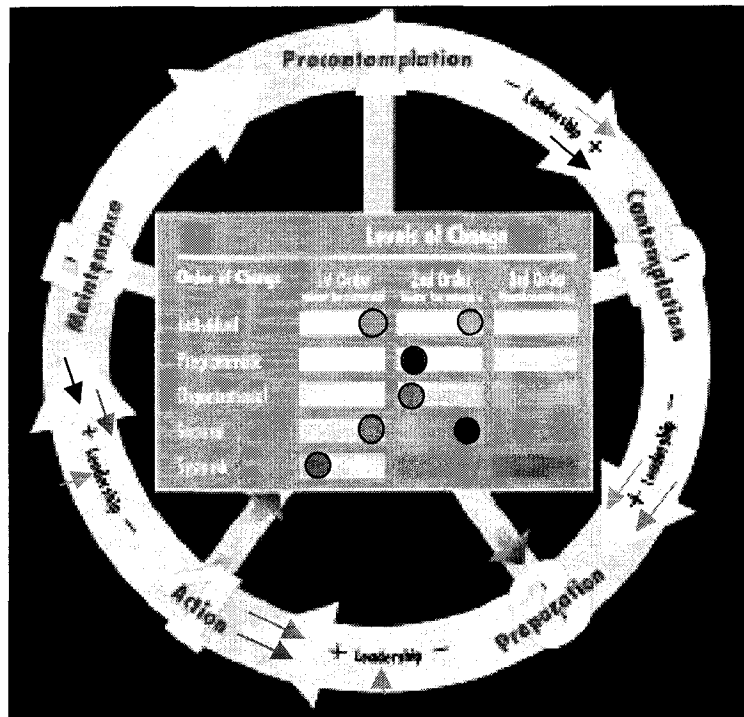 Precontemplation
− Leadership +
Contemplation
− Leadership +
Preparation
+ Leadership −
Action
+ Leadership −
Maintenance
Levels of Change
Order of Change
1st Order
2nd Order
3rd Order
Individual
Programmatic
Organizational
Societal